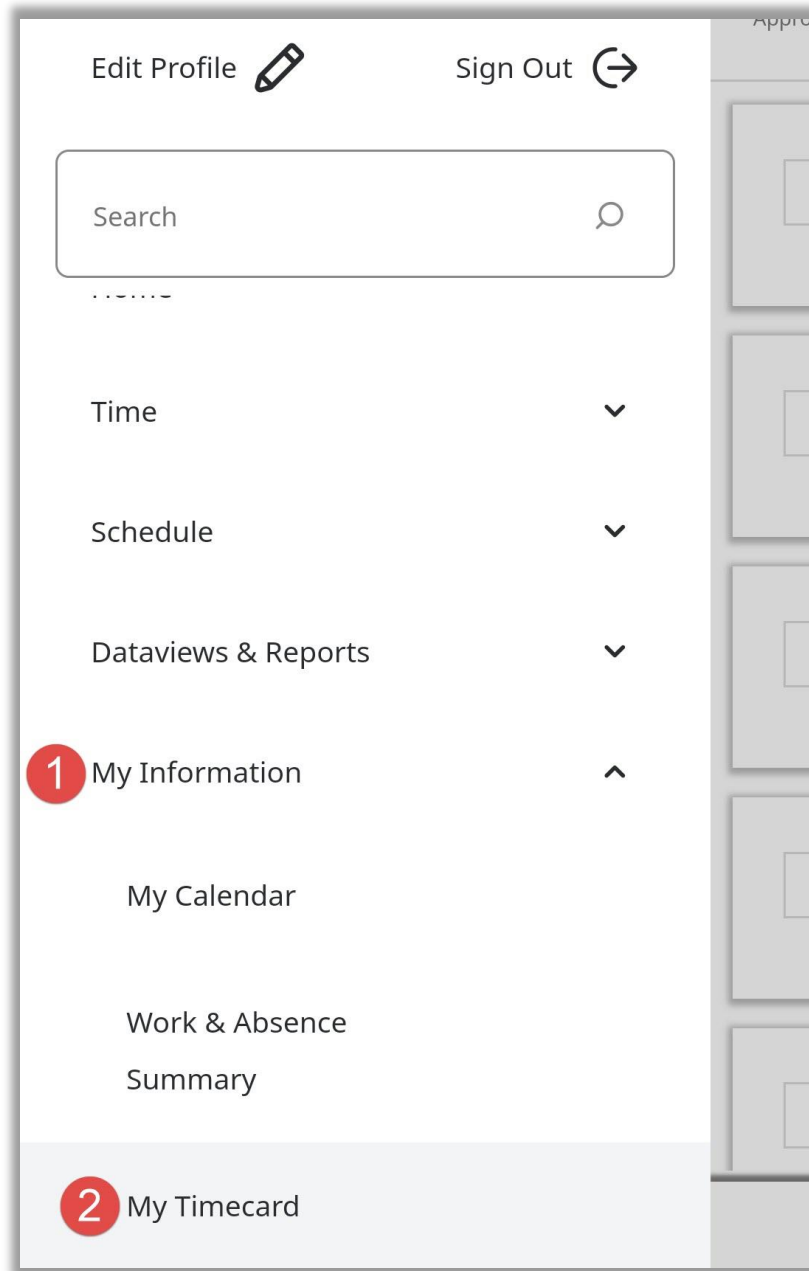 Edit Profile
Sign Out
Search
Time
Schedule
Dataviews & Reports
1
My Information
My Calendar
Work & Absence
Summary
2
My Timecard